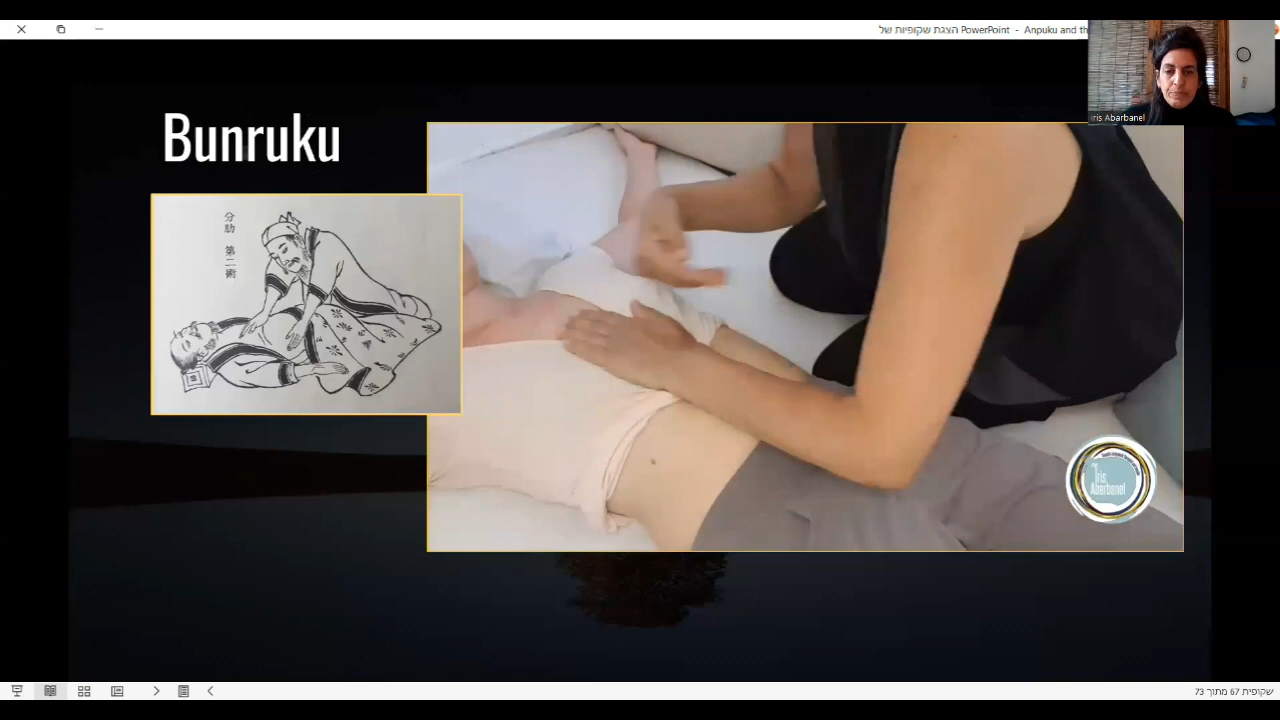 הצגת שקופיות של PowerPoint - Anpuku and th
Iris Abarbanel
Bunruku
分肋 第二術
Iris
Abarbanel
שקופית 67 מתוך 73